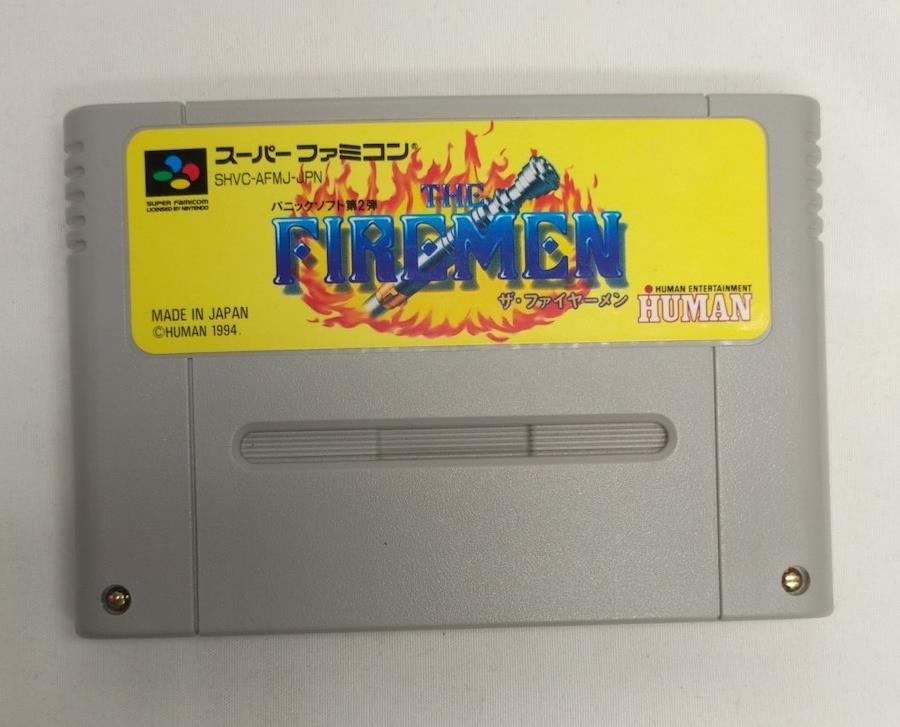 スーパーファミコン®
SHVC-AFMJ-JPN
SUPER FAMICOM
LICENSED BY NINTENDO
パニックソフト第2弾
THE
FIREMEN
ザ・ファイヤーメン
HUMAN ENTERTAINMENT
HUMAN
MADE IN JAPAN
©HUMAN 1994.